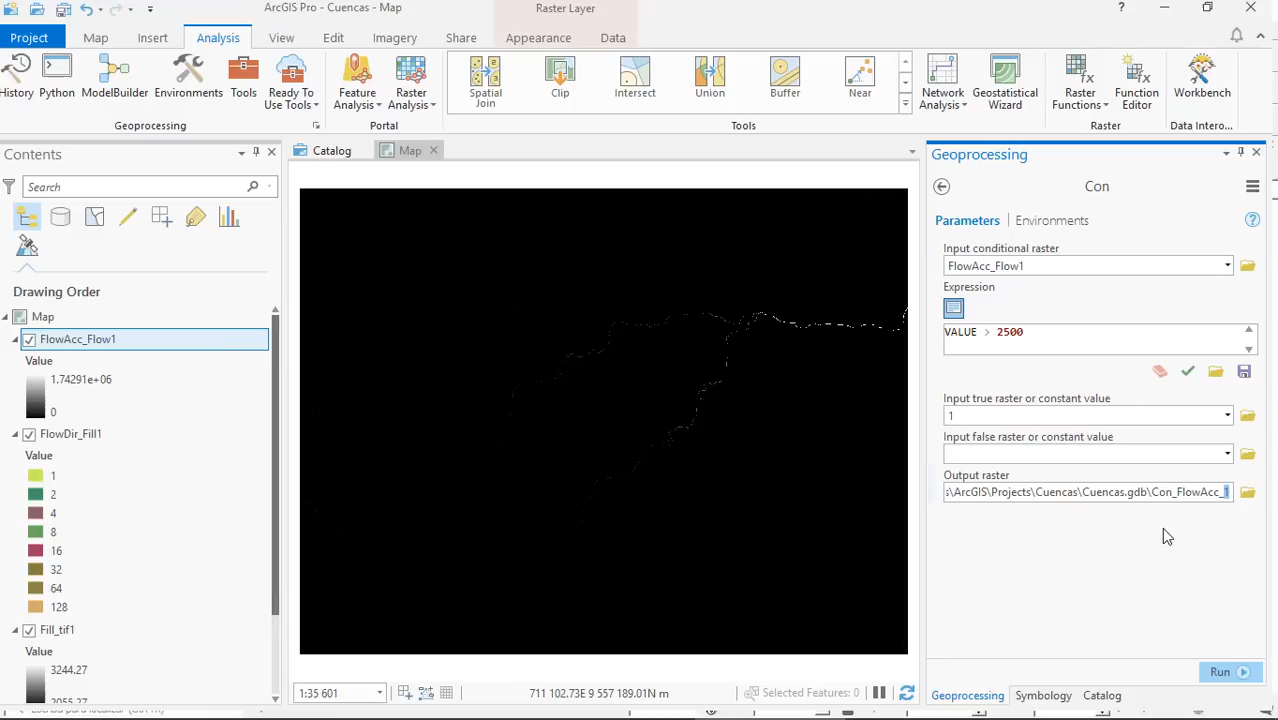 ArcGIS Pro - Cuencas - Map
Raster Layer
?
Project
Map
Insert
Analysis
View
Edit
Imagery
Share
Appearance
Data
History
Python
ModelBuilder
Environments
Tools
Ready To Use Tools
Feature Analysis
Raster Analysis
Spatial Join
Clip
Intersect
Union
Buffer
Near
Network Analysis
Geostatistical Wizard
Raster Functions
Function Editor
Workbench
Geoprocessing
Portal
Tools
Raster
Data Intero...
Contents
Search
Drawing Order
Map
FlowAcc_Flow1
Value
1.74291e+06
0
FlowDir_Fill1
Value
1
2
4
8
16
32
64
128
Fill_tif1
Value
3244.27
Catalog
Map
1:35 601
711 102.73E 9 557 189.01N m
Selected Features: 0
Geoprocessing
Con
Parameters
Environments
?
Input conditional raster
FlowAcc_Flow1
Expression
VALUE > 2500
Input true raster or constant value
1
Input false raster or constant value
Output raster
s\ArcGIS\Projects\Cuencas\Cuencas.gdb\Con_FlowAcc_1
Run
Geoprocessing
Symbology
Catalog